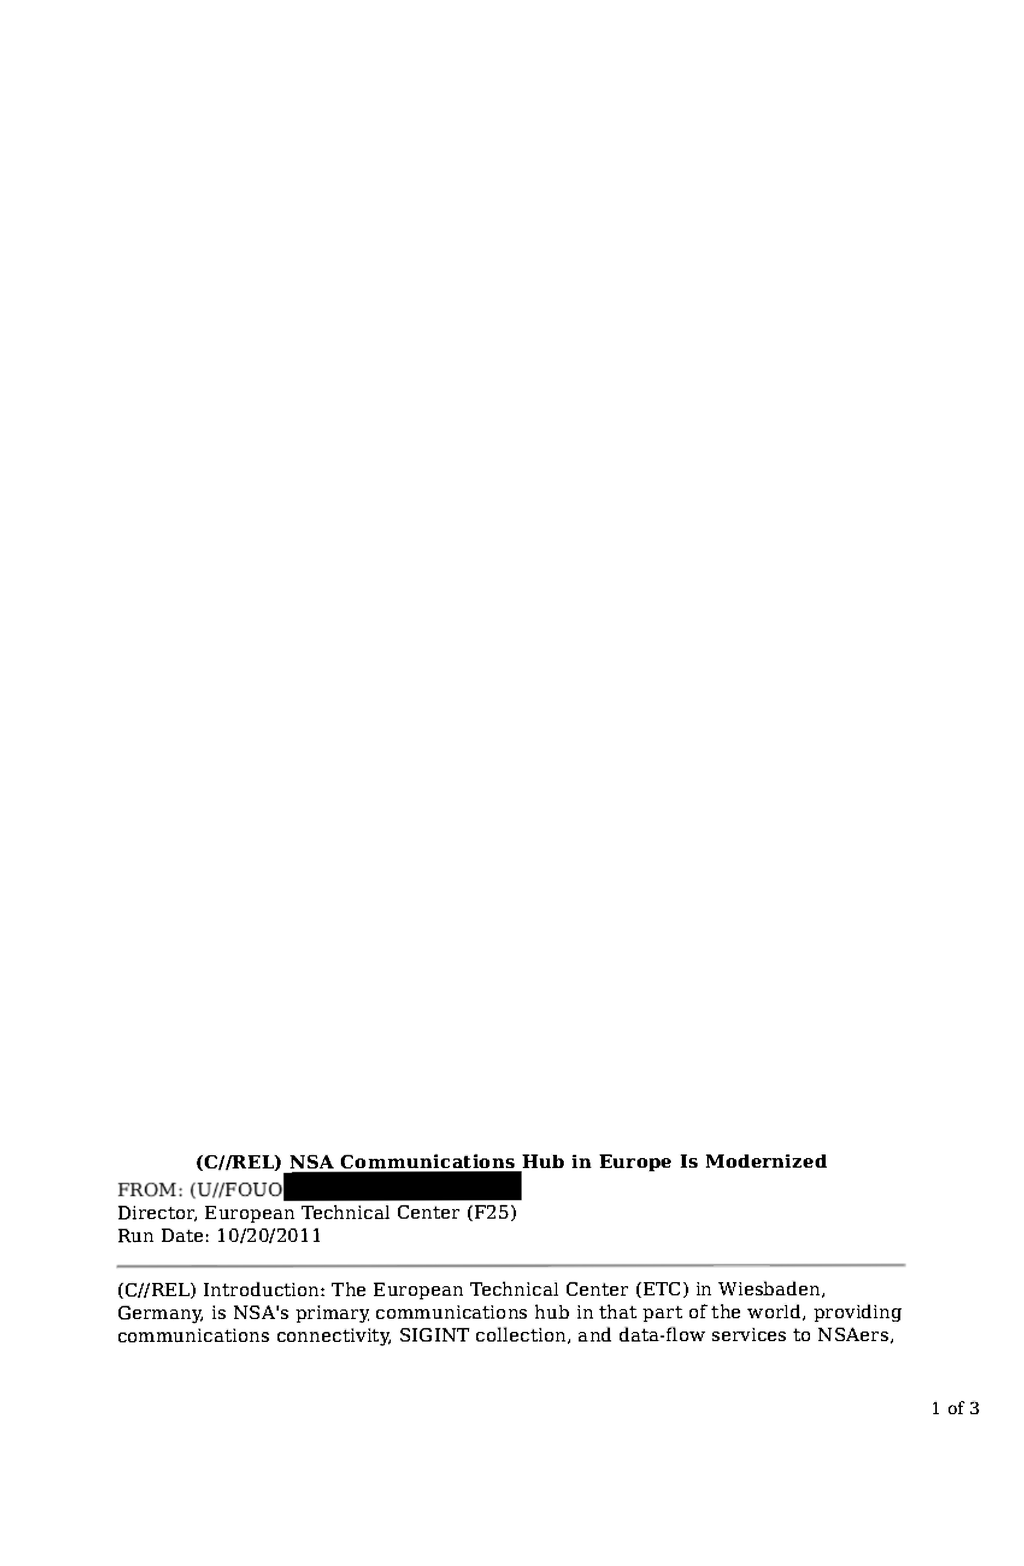 (C//REL) NSA Communications Hub in Europe Is Modernized
FROM: (U//FOUO
Director, European Technical Center (F25)
Run Date: 10/20/2011
(C//REL) Introduction: The European Technical Center (ETC) in Wiesbaden,
Germany, is NSA's primary communications hub in that part of the world, providing
communications connectivity, SIGINT collection, and data-flow services to NSAers,
1 of 3